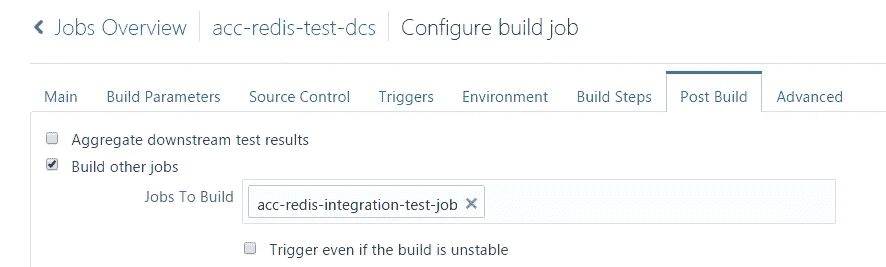 Jobs Overview acc-redis-test-dcs Configure build job
Main Build Parameters Source Control Triggers Environment Build Steps Post Build Advanced
Aggregate downstream test results
Build other jobs
Jobs To Build acc-redis-integration-test-job
Trigger even if the build is unstable